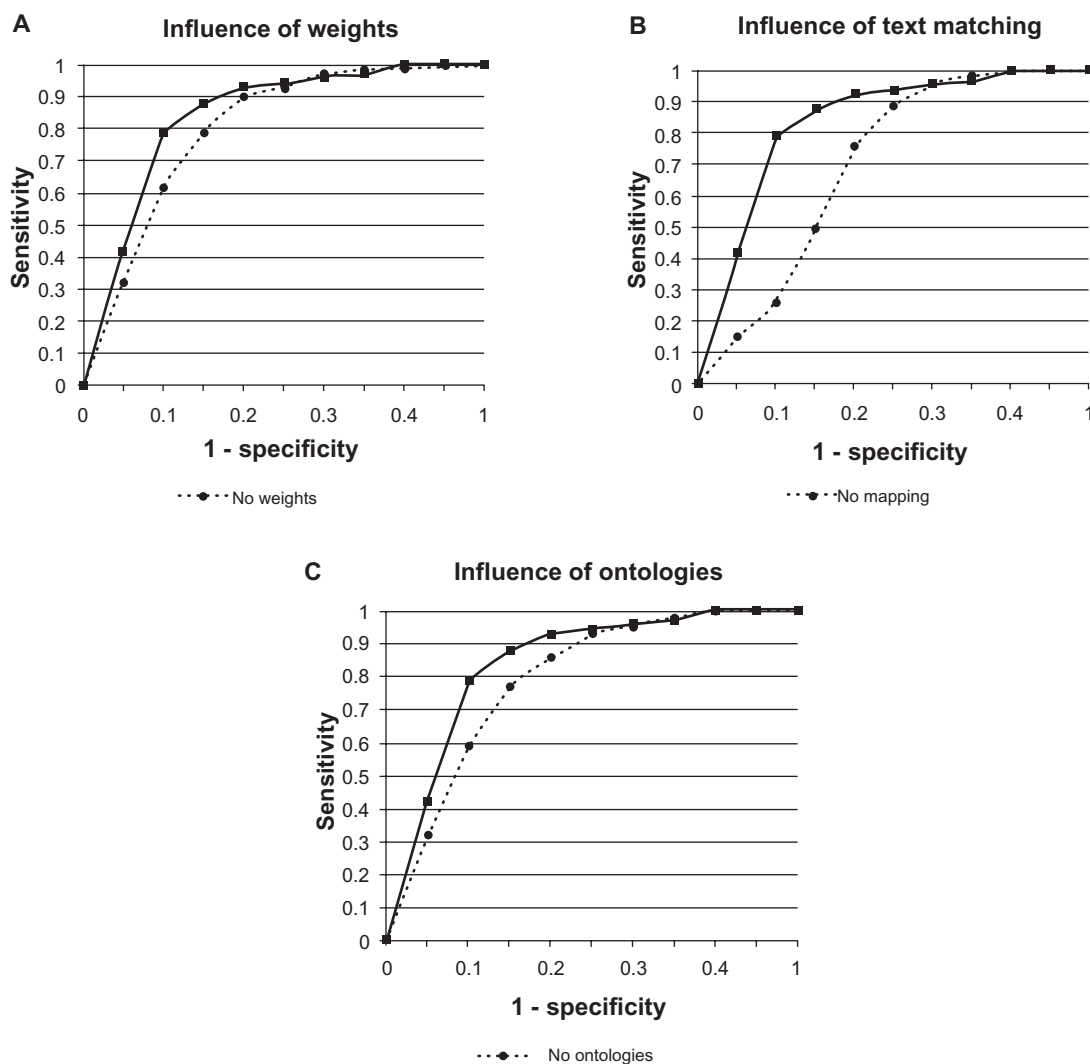 A
Influence of weights
1
0.9
0.8
0.7
0.6
0.5
0.4
0.3
0.2
0.1
0
Sensitivity
0 0.1 0.2 0.3 0.4 1
1 - specificity
No weights
B
Influence of text matching
1
0.9
0.8
0.7
0.6
0.5
0.4
0.3
0.2
0.1
0
Sensitivity
0 0.1 0.2 0.3 0.4 1
1 - specificity
No mapping
C
Influence of ontologies
1
0.9
0.8
0.7
0.6
0.5
0.4
0.3
0.2
0.1
0
Sensitivity
0 0.1 0.2 0.3 0.4 1
1 - specificity
No ontologies